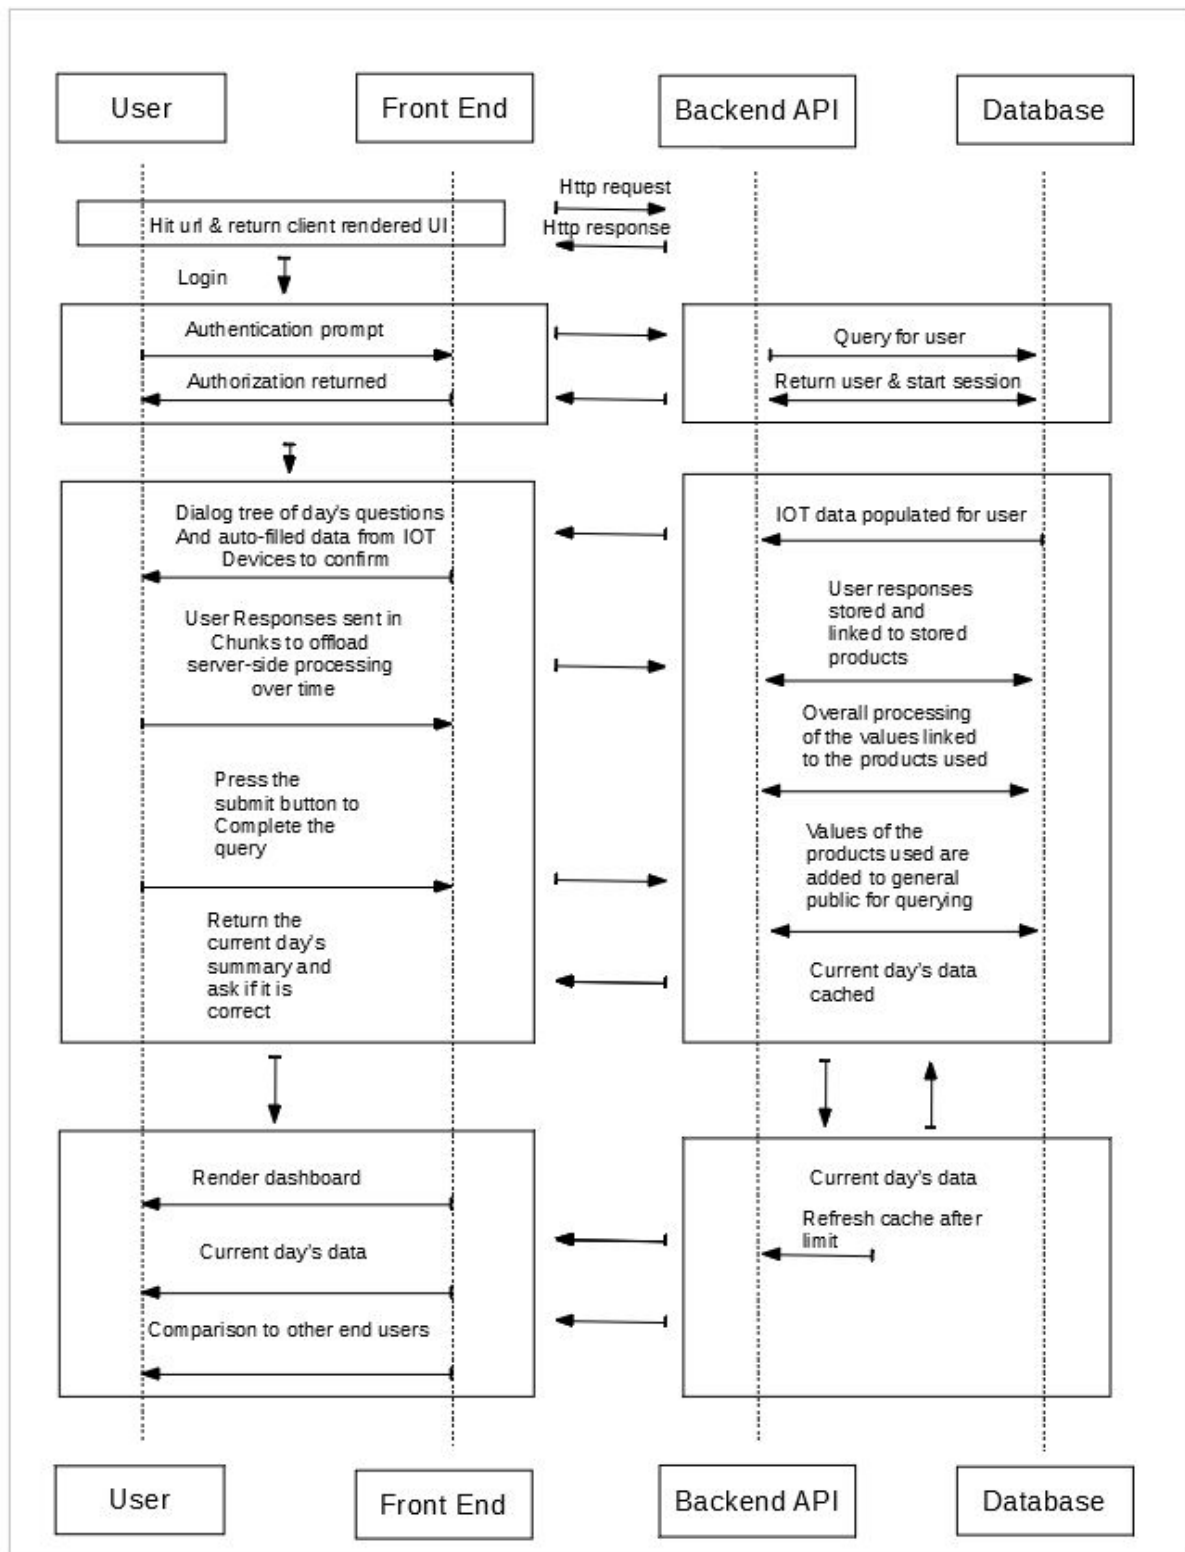 User
Front End
Backend API
Database
Http request
Hit url & return client rendered UI
Http response
Login
Authentication prompt
Query for user
Authorization returned
Return user & start session
Dialog tree of day's questions
And auto-filled data from IOT
Devices to confirm
IOT data populated for user
User Responses sent in
Chunks to offload
server-side processing
over time
User responses
stored and
linked to stored
products
Overall processing
of the values linked
to the products used
Press the
submit button to
Complete the
query
Values of the
products used are
added to general
public for querying
Return the
current day's
summary and
ask if it is
correct
Current day's data
cached
Render dashboard
Current day's data
Comparison to other end users
Current day's data
Refresh cache after
limit
User
Front End
Backend API
Database